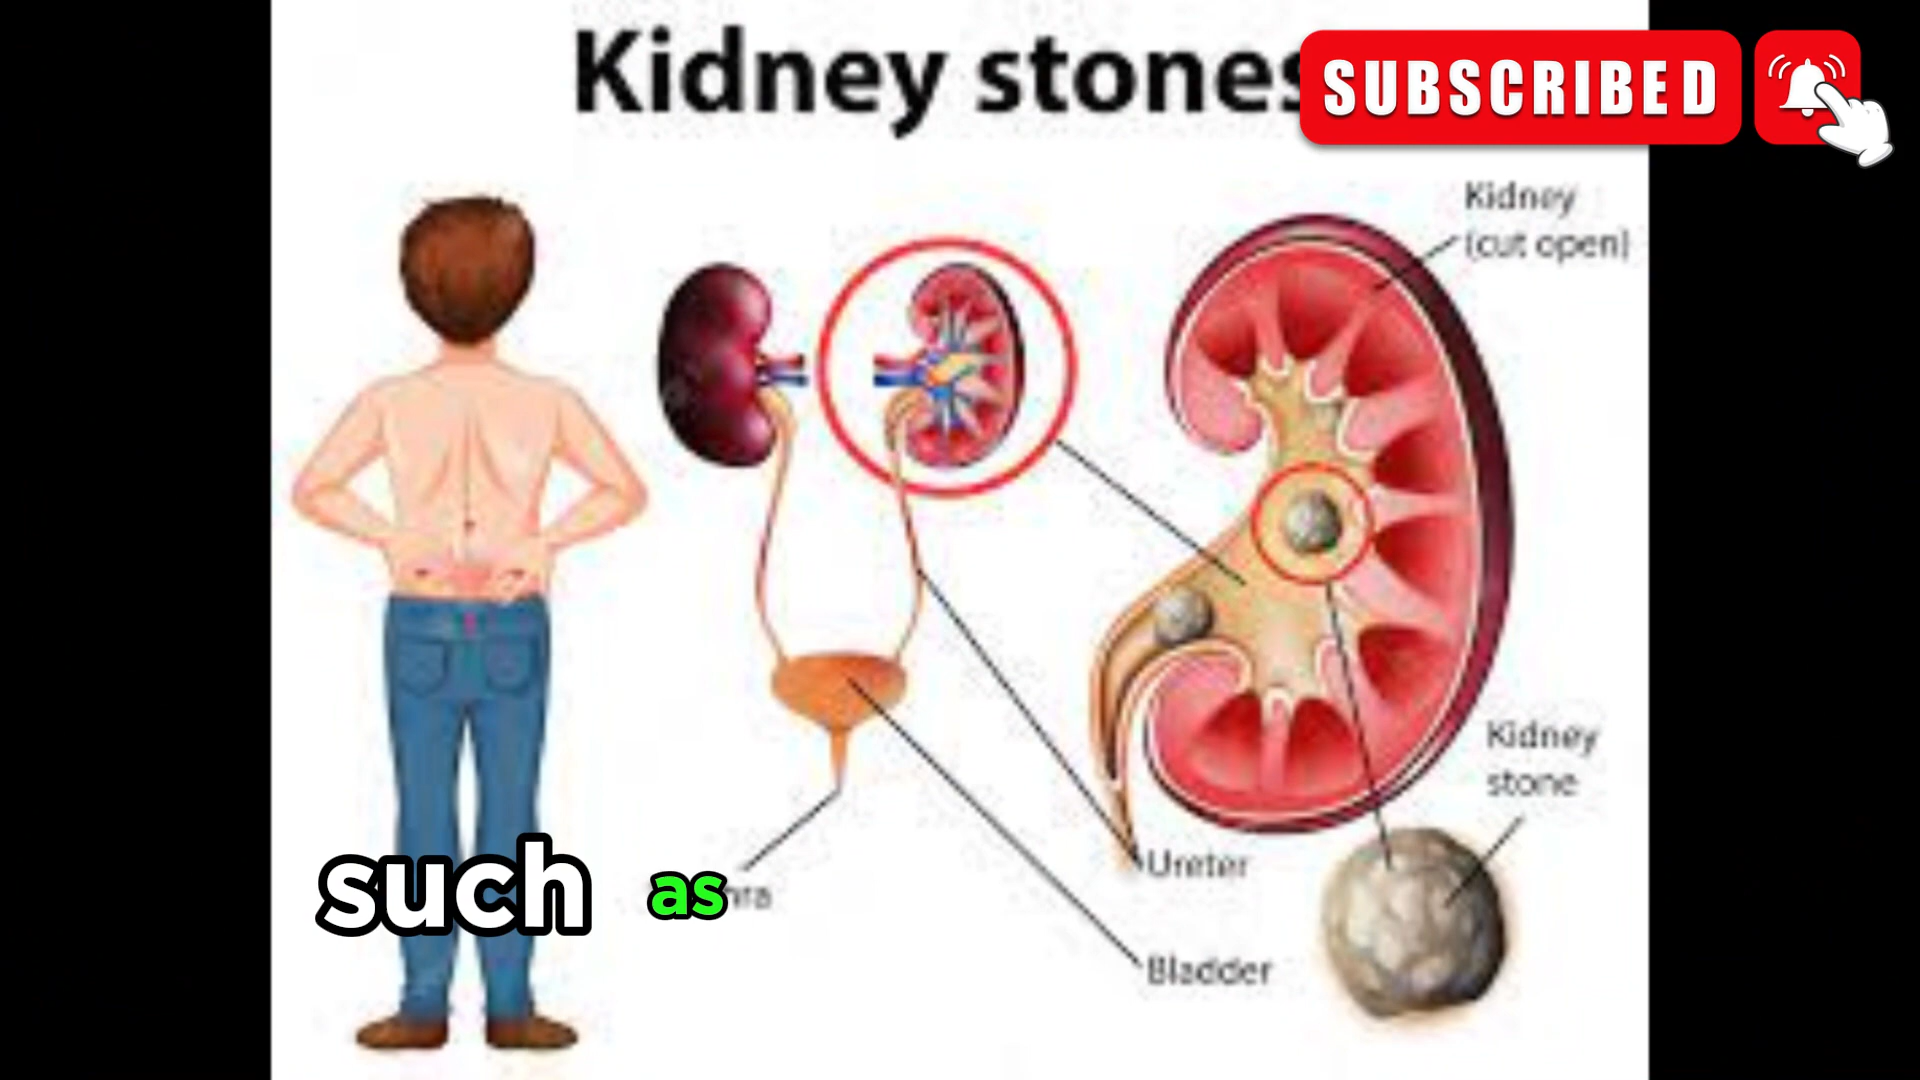 Kidney stones
SUBSCRIBED
Kidney
(cut open)
Kidney
stone
such as
Ureter
Bladder